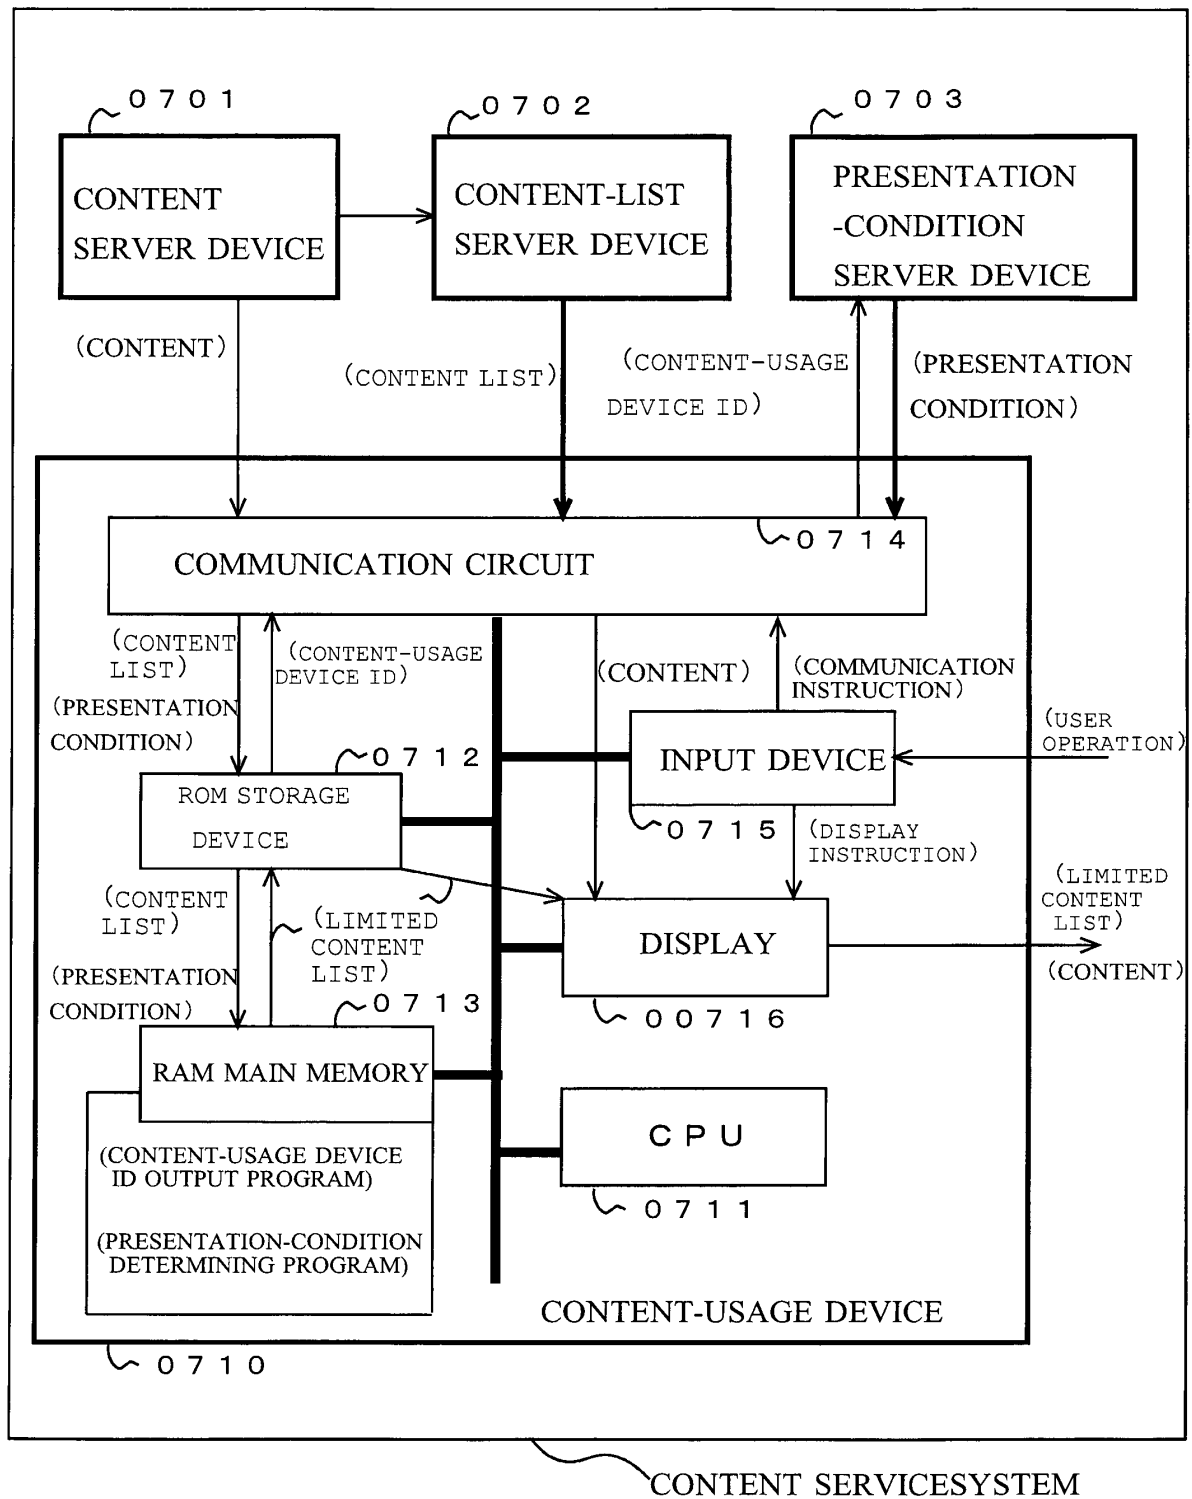 0701
CONTENT
SERVER DEVICE
0702
CONTENT-LIST
SERVER DEVICE
0703
PRESENTATION
-CONDITION
SERVER DEVICE
(CONTENT)
(CONTENT LIST)
(CONTENT-USAGE
DEVICE ID)
(PRESENTATION
CONDITION)
0714
COMMUNICATION CIRCUIT
(CONTENT
LIST)
(PRESENTATION
CONDITION)
(CONTENT-USAGE
DEVICE ID)
(CONTENT)
(COMMUNICATION
INSTRUCTION)
(USER
OPERATION)
0712
ROM STORAGE
DEVICE
INPUT DEVICE
0715
(DISPLAY
INSTRUCTION)
(CONTENT
LIST)
(PRESENTATION
CONDITION)
(LIMITED
CONTENT
LIST)
DISPLAY
00716
(LIMITED
CONTENT
LIST)
(CONTENT)
0713
RAM MAIN MEMORY
(CONTENT-USAGE DEVICE
ID OUTPUT PROGRAM)
(PRESENTATION-CONDITION
DETERMINING PROGRAM)
CPU
0711
CONTENT-USAGE DEVICE
0710
CONTENT SERVICESYSTEM